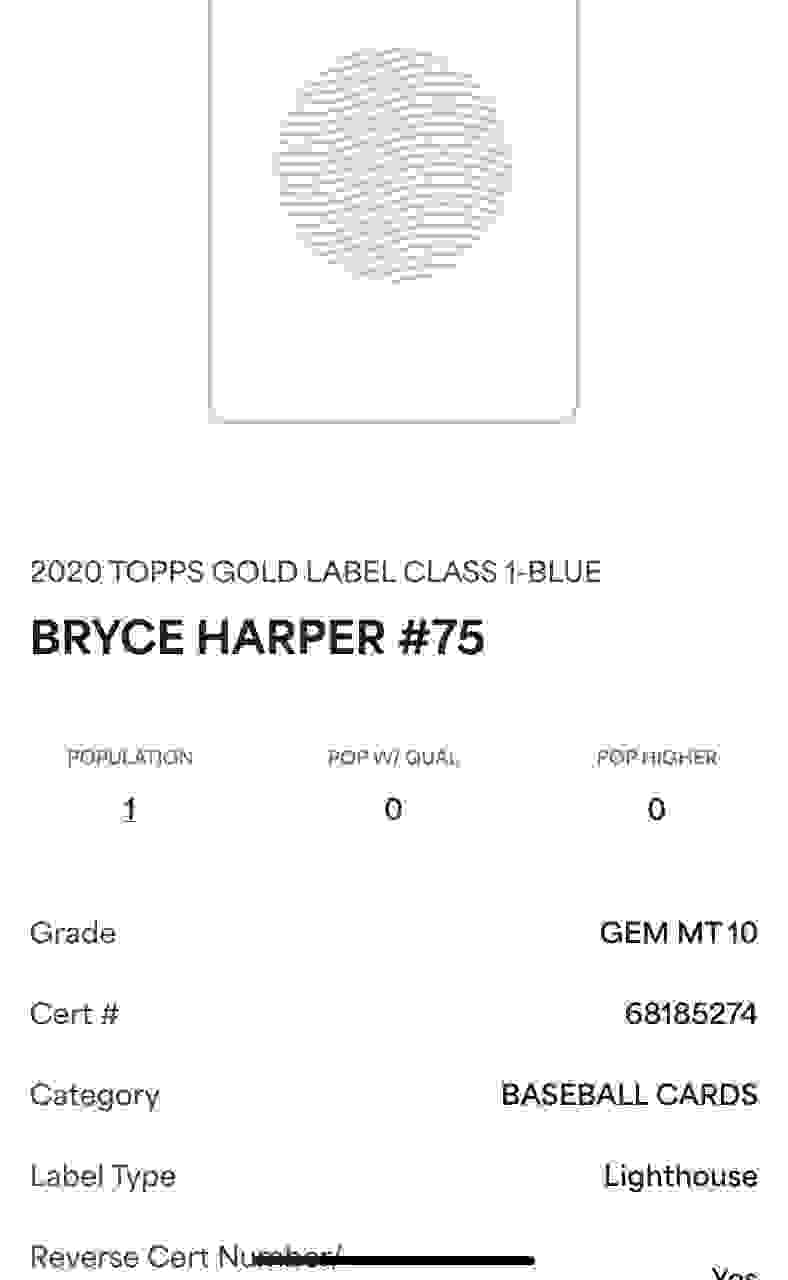 2020 TOPPS GOLD LABEL CLASS 1-BLUE
BRYCE HARPER #75
POPULATION POP W/ QUAL POP HIGHER
1 0 0
Grade GEM MT 10
Cert # 68185274
Category BASEBALL CARDS
Label Type Lighthouse
Reverse Cert Number/ Yes